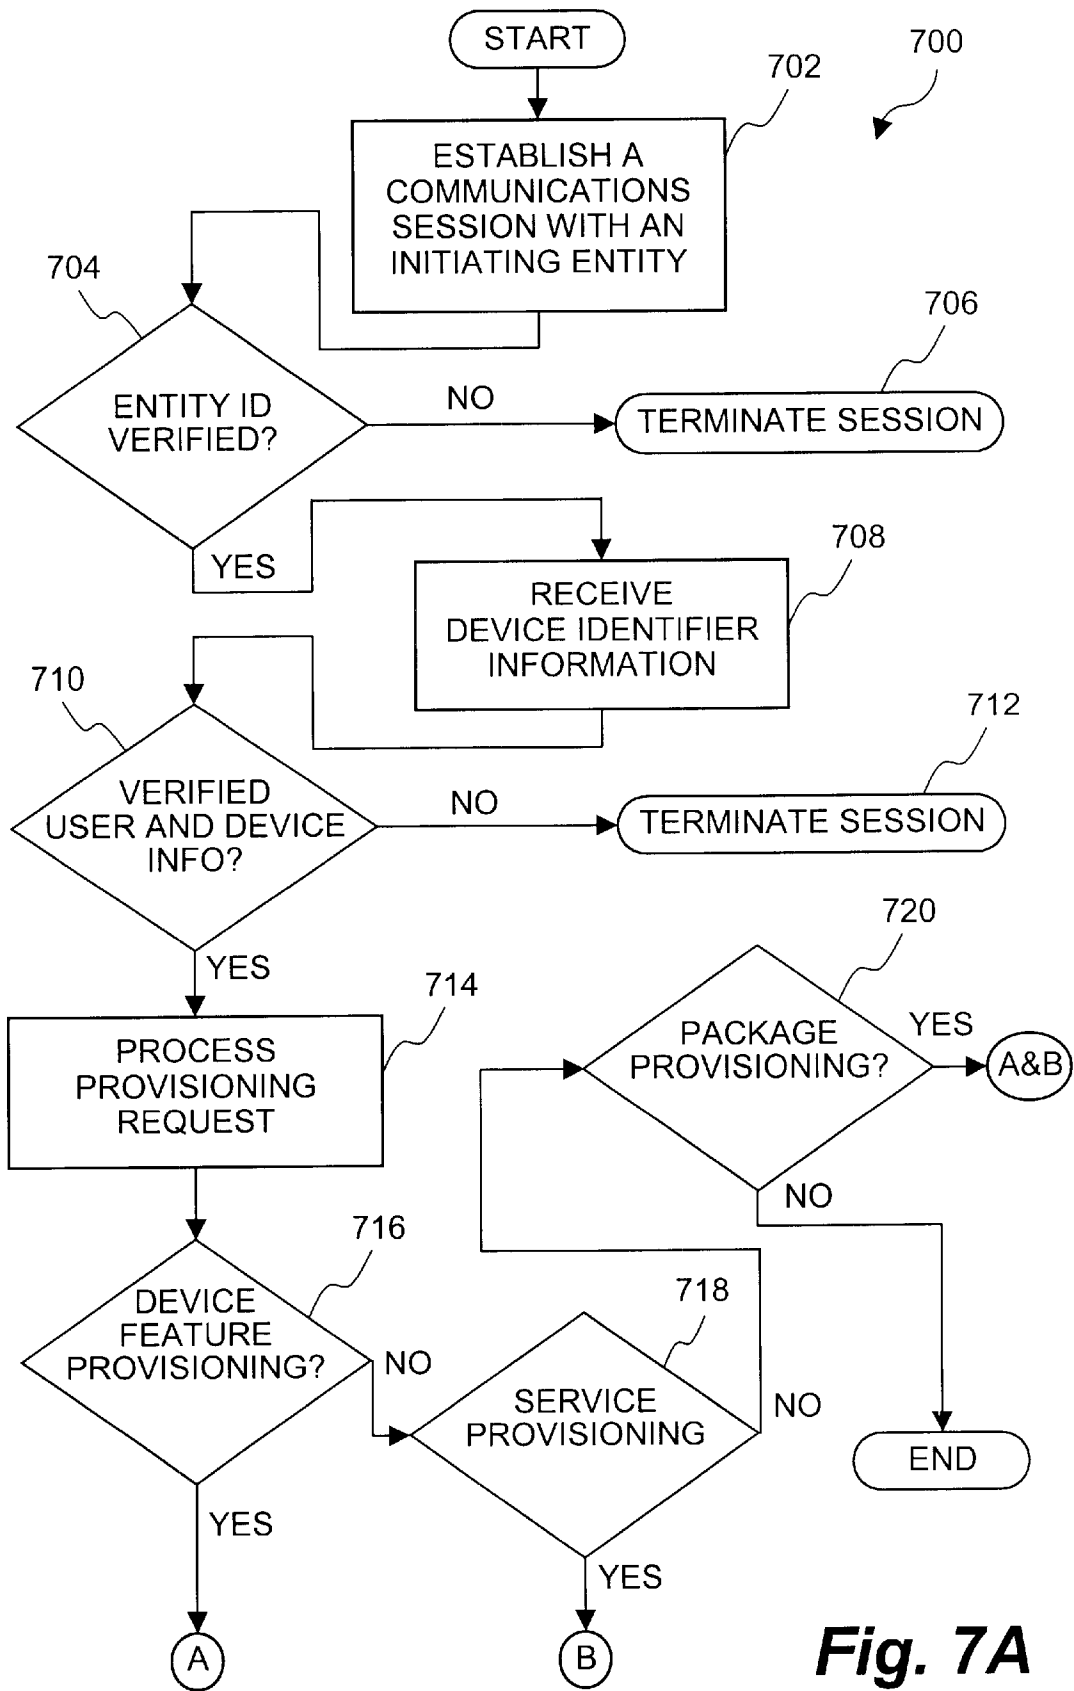 START
700
702
ESTABLISH A
COMMUNICATIONS
SESSION WITH AN
INITIATING ENTITY
704
706
ENTITY ID
VERIFIED?
NO
TERMINATE SESSION
YES
708
RECEIVE
DEVICE IDENTIFIER
INFORMATION
710
712
VERIFIED
USER AND DEVICE
INFO?
NO
TERMINATE SESSION
YES
714
PROCESS
PROVISIONING
REQUEST
720
PACKAGE
PROVISIONING?
YES
A&B
NO
716
DEVICE
FEATURE
PROVISIONING?
NO
718
SERVICE
PROVISIONING
NO
END
YES
YES
A
B
Fig. 7A